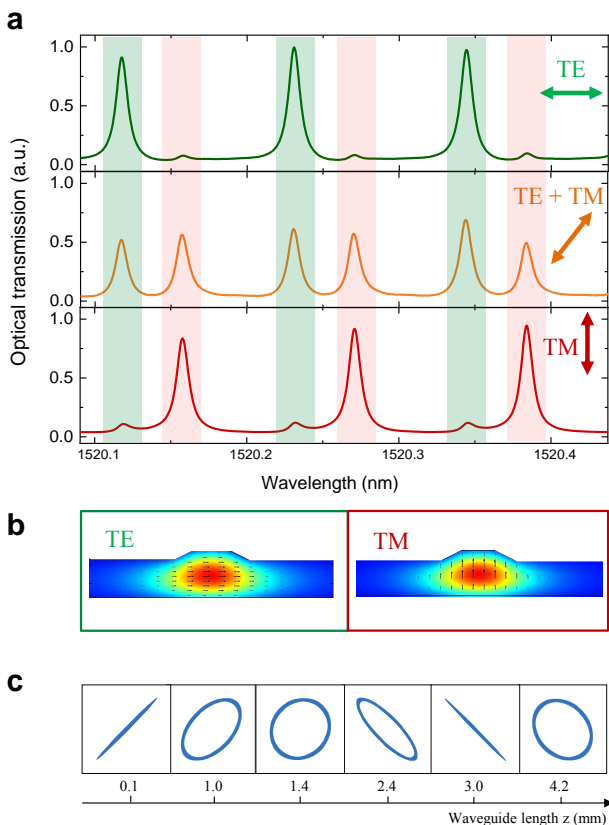 a
1.0
TE
0.5
0.0
Optical transmission (a.u.)
1.0
TE + TM
0.5
0.0
1.0
TM
0.5
0.0
1520.1
1520.2
1520.3
1520.4
Wavelength (nm)
b
TE
TM
c
0.1
1.0
1.4
2.4
3.0
4.2
Waveguide length z (mm)